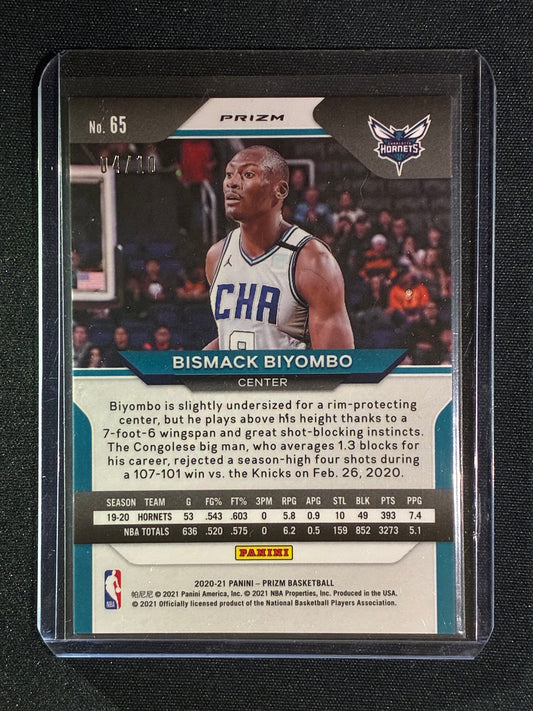 No. 65
PRIZM
CHARLOTTE
HORNETS
04/10
CHA
BISMACK BIYOMBO
CENTER
Biyombo is slightly undersized for a rim-protecting
center, but he plays above his height thanks to a
7-foot-6 wingspan and great shot-blocking instincts.
The Congolese big man, who averages 1.3 blocks for
his career, rejected a season-high four shots during
a 107-101 win vs. the Knicks on Feb. 26, 2020.
SEASON TEAM G FG% FT% 3PM RPG APG STL BLK PTS PPG
19-20 HORNETS 53 .543 .603 0 5.8 0.9 10 49 393 7.4
NBA TOTALS 636 .520 .575 0 6.2 0.5 159 852 3273 5.1
PANINI
NBA
2020-21 PANINI – PRIZM BASKETBALL
帕尼尼 © 2021 Panini America, Inc. © 2021 NBA Properties, Inc. Produced in the USA.
© 2021 Officially licensed product of the National Basketball Players Association.